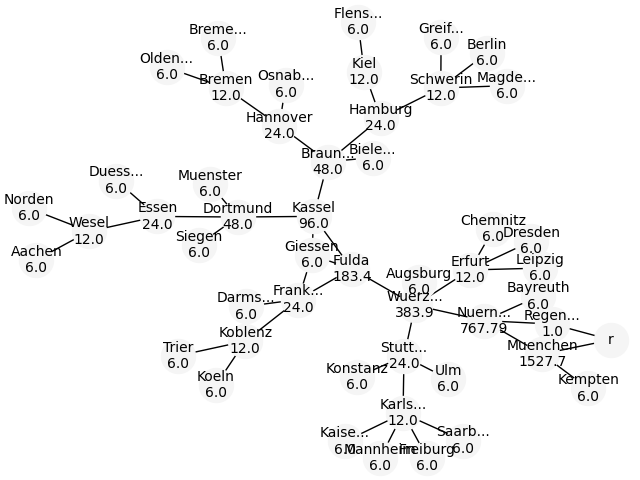 Flens...
6.0
Breme...
6.0
Greif...
6.0
Berlin
6.0
Olden...
6.0
Kiel
12.0
Osnab...
6.0
Bremen
12.0
Schwerin
12.0
Magde...
6.0
Hamburg
24.0
Hannover
24.0
Braun...
48.0
Biele...
6.0
Duess...
6.0
Muenster
6.0
Norden
6.0
Essen
24.0
Dortmund
48.0
Kassel
96.0
Wesel
12.0
Siegen
6.0
Aachen
6.0
Chemnitz
6.0
Dresden
6.0
Giessen
6.0
Fulda
183.4
Erfurt
12.0
Leipzig
6.0
Augsburg
6.0
Bayreuth
6.0
Darms...
6.0
Frank...
24.0
Wuerz...
383.9
Nuern...
767.79
Regen...
1.0
r
Koblenz
12.0
Trier
6.0
Stutt...
24.0
Muenchen
1527.7
Koeln
6.0
Konstanz
6.0
Ulm
6.0
Kempten
6.0
Karls...
12.0
Kaise...
6.0
Saarb...
6.0
Mannheim
6.0
Freiburg
6.0